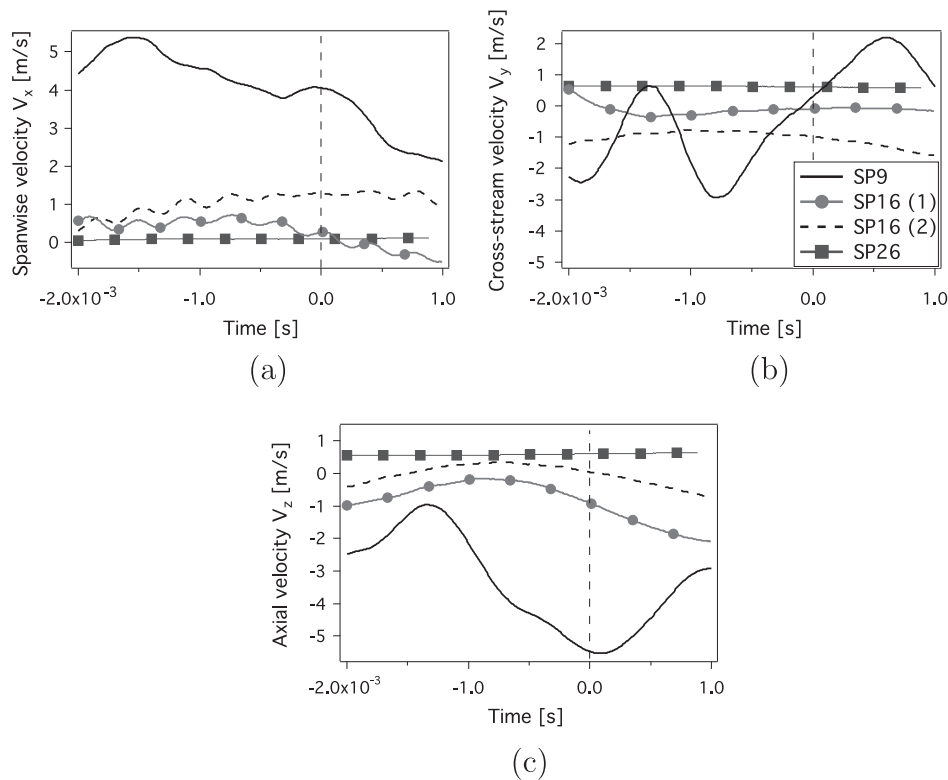 Spanwise velocity Vx [m/s]
5
4
3
2
1
0
-2.0x10-3
-1.0
0.0
1.0
Time [s]
(a)
Cross-stream velocity Vy [m/s]
2
1
0
-1
-2
-3
-4
-5
SP9
SP16 (1)
SP16 (2)
SP26
-2.0x10-3
-1.0
0.0
1.0
Time [s]
(b)
Axial velocity Vz [m/s]
1
0
-1
-2
-3
-4
-5
-2.0x10-3
-1.0
0.0
1.0
Time [s]
(c)